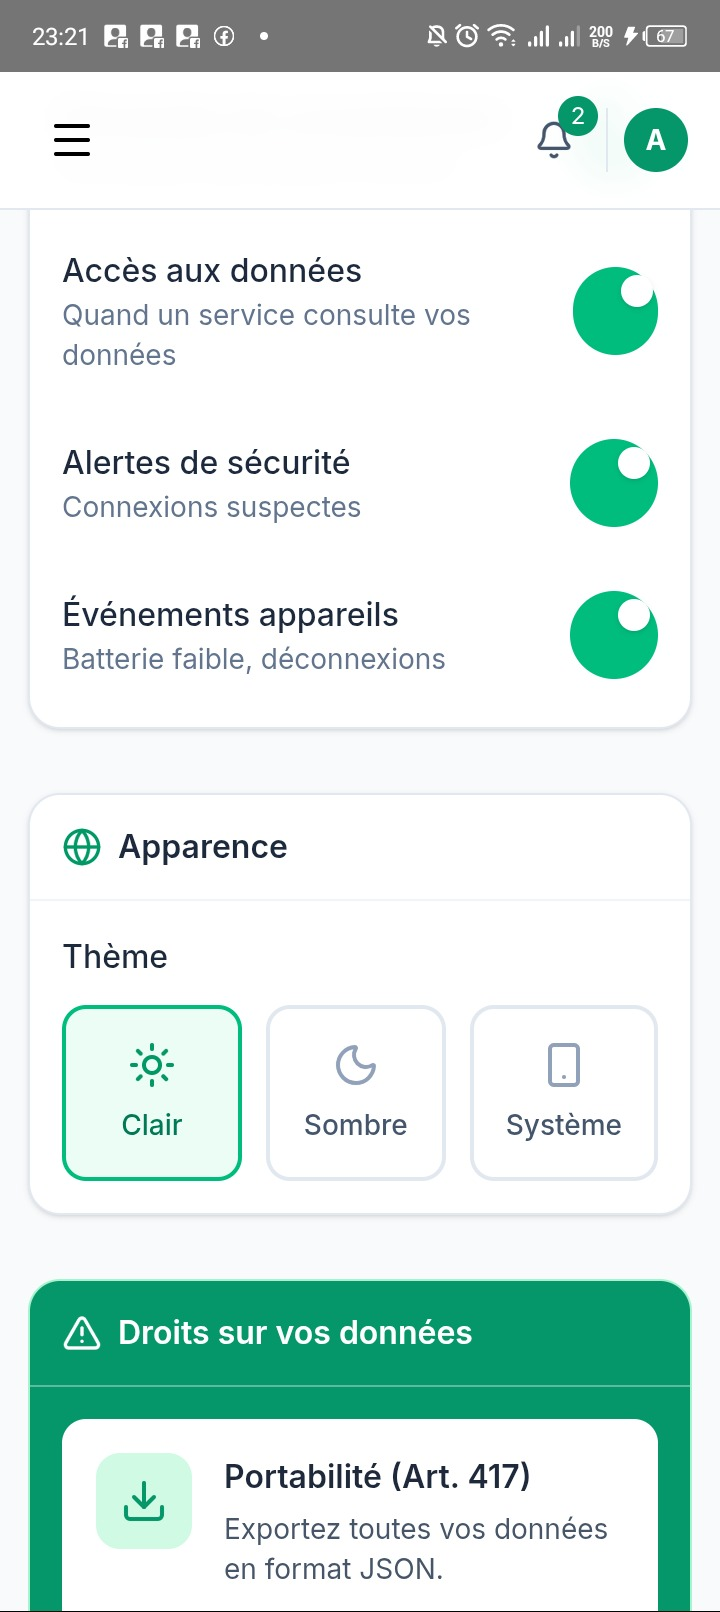 23:21
200
B/S
67
2
A
Accès aux données
Quand un service consulte vos
données
Alertes de sécurité
Connexions suspectes
Événements appareils
Batterie faible, déconnexions
Apparence
Thème
Clair
Sombre
Système
Droits sur vos données
Portabilité (Art. 417)
Exportez toutes vos données
en format JSON.